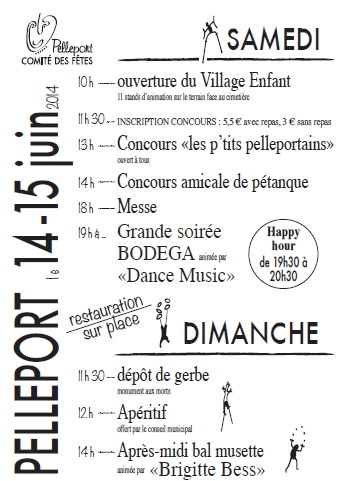 Pelleport
COMITÉ DES FÊTES
PELLEPORT le 14-15 juin 2014
SAMEDI
10h ouverture du Village Enfant
11 stands d'animation sur le terrain face au cimetière
11h30 INSCRIPTION CONCOURS : 5,5 € avec repas, 3 € sans repas
13h Concours «les p'tits pelleportains»
ouvert à tous
14h Concours amicale de pétanque
18h Messe
19h à... Grande soirée
BODEGA animée par
«Dance Music»
Happy
hour
de 19h30 à
20h30
restauration
sur place
DIMANCHE
11h30 dépôt de gerbe
monument aux morts
12h Apéritif
offert par le conseil municipal
14h Après-midi bal musette
animée par «Brigitte Bess»